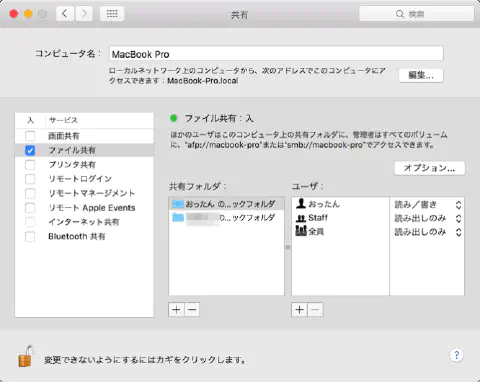 共有
検索
コンピュータ名：
MacBook Pro
ローカルネットワーク上のコンピュータから、次のアドレスでこのコンピュータにア
クセスできます：MacBook-Pro.local
編集...
入 サービス
画面共有
ファイル共有
プリンタ共有
リモートログイン
リモートマネージメント
リモート Apple Events
インターネット共有
Bluetooth 共有
ファイル共有：入
ほかのユーザはこのコンピュータ上の共有フォルダに、管理者はすべてのボリューム
に、“afp://macbook-pro”または“smb://macbook-pro”でアクセスできます。
オプション...
共有フォルダ：
おったん の...ックフォルダ
の...ックフォルダ
ユーザ：
おったん 読み／書き
Staff 読み出しのみ
全員 読み出しのみ
変更できないようにするにはカギをクリックします。
?